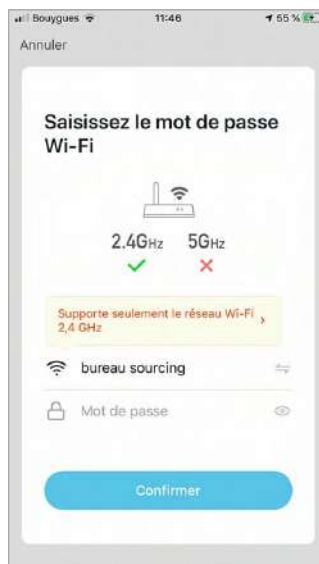 Bouygues 11:46 55 %
Annuler
Saisissez le mot de passe
Wi-Fi
2.4GHz 5GHz
Supporte seulement le réseau Wi-Fi
2,4 GHz
bureau sourcing
Mot de passe
Confirmer